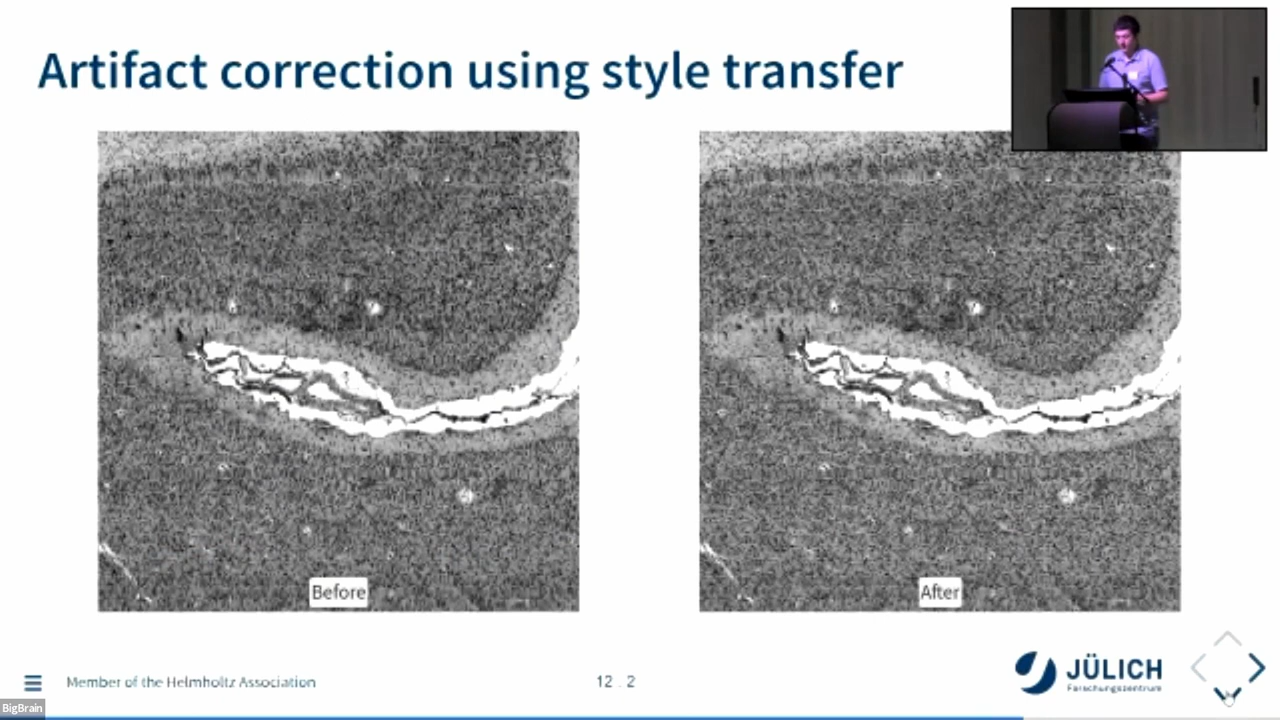 Artifact correction using style transfer
Before
After
Member of the Helmholtz Association
12 . 2
JÜLICH
Forschungszentrum
BigBrain